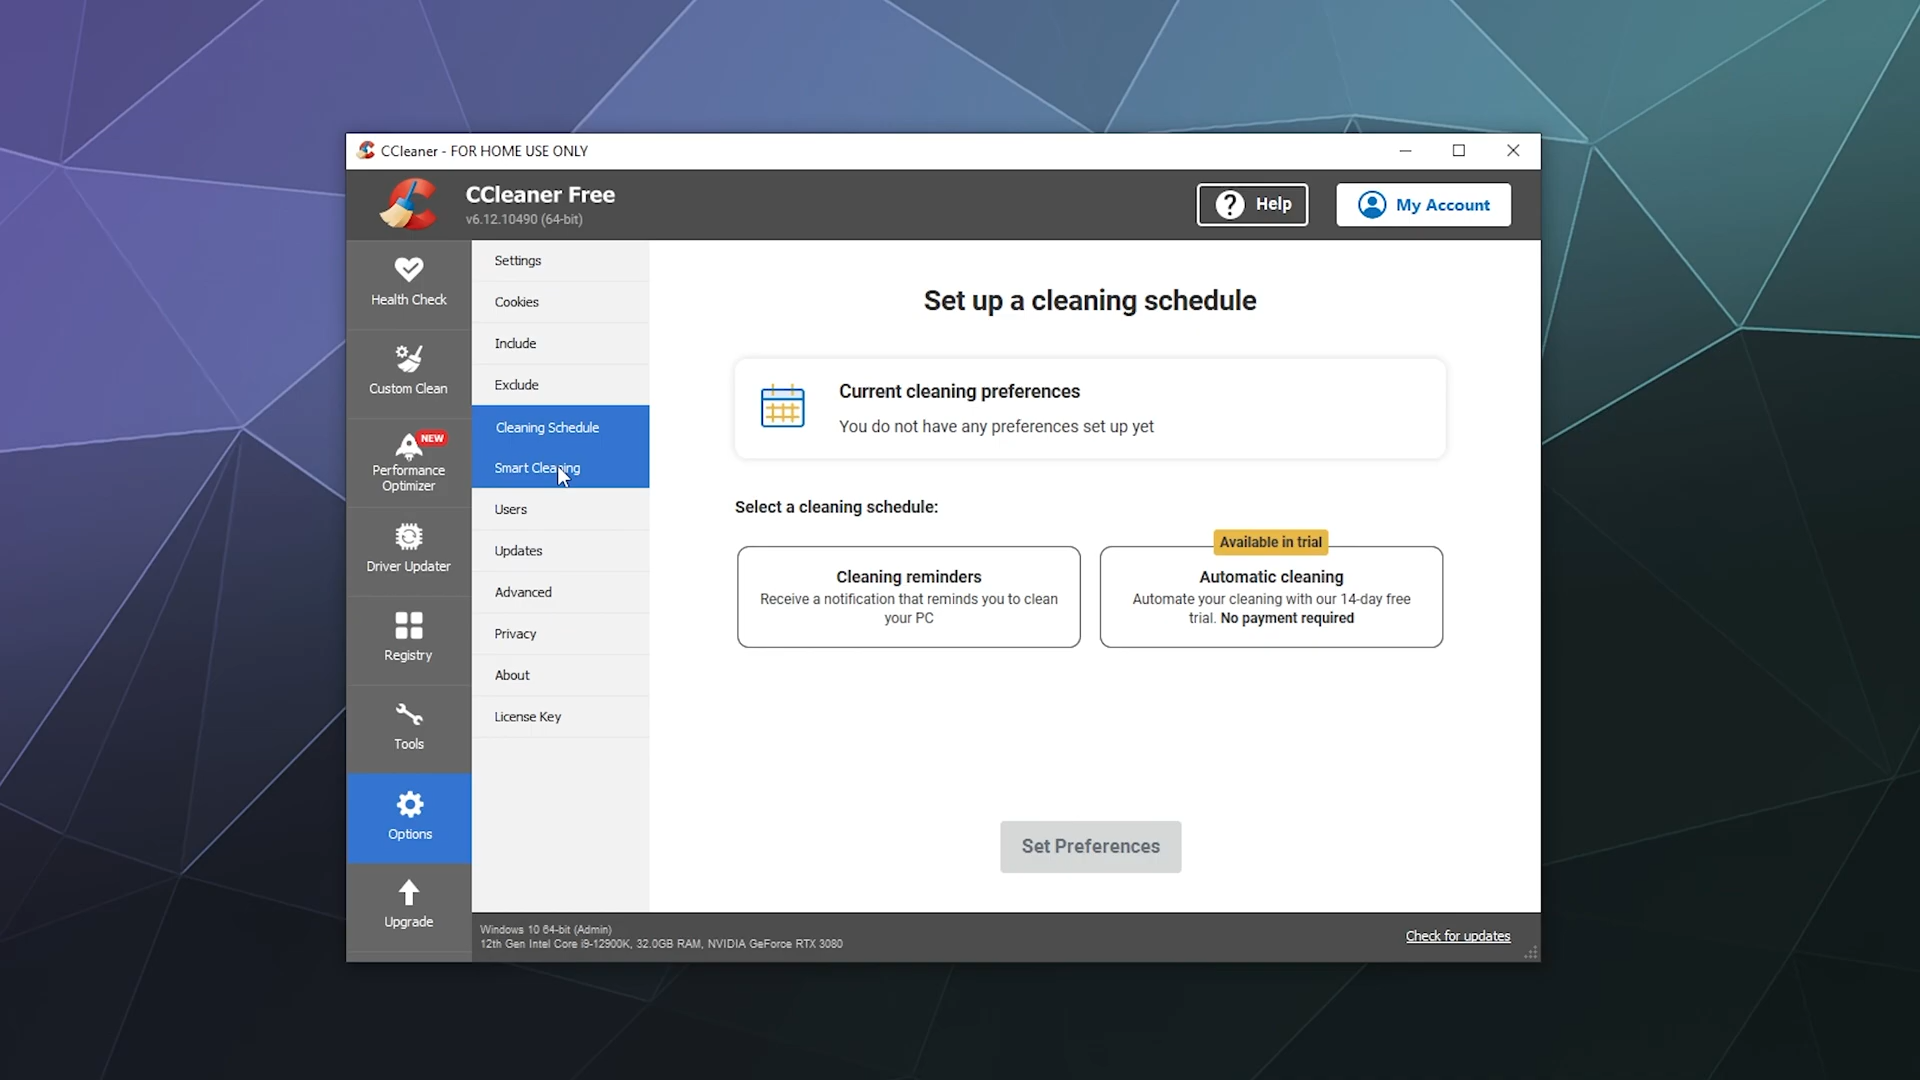 CCleaner - FOR HOME USE ONLY
CCleaner Free
v6.12.10490 (64-bit)
Help
My Account
Health Check
Custom Clean
NEW
Performance
Optimizer
Driver Updater
Registry
Tools
Options
Upgrade
Settings
Cookies
Include
Exclude
Cleaning Schedule
Smart Cleaning
Users
Updates
Advanced
Privacy
About
License Key
Set up a cleaning schedule
Current cleaning preferences
You do not have any preferences set up yet
Select a cleaning schedule:
Cleaning reminders
Receive a notification that reminds you to clean
your PC
Available in trial
Automatic cleaning
Automate your cleaning with our 14-day free
trial. No payment required
Set Preferences
Windows 10 64-bit (Admin)
12th Gen Intel Core i9-12900K, 32.0GB RAM, NVIDIA GeForce RTX 3080
Check for updates